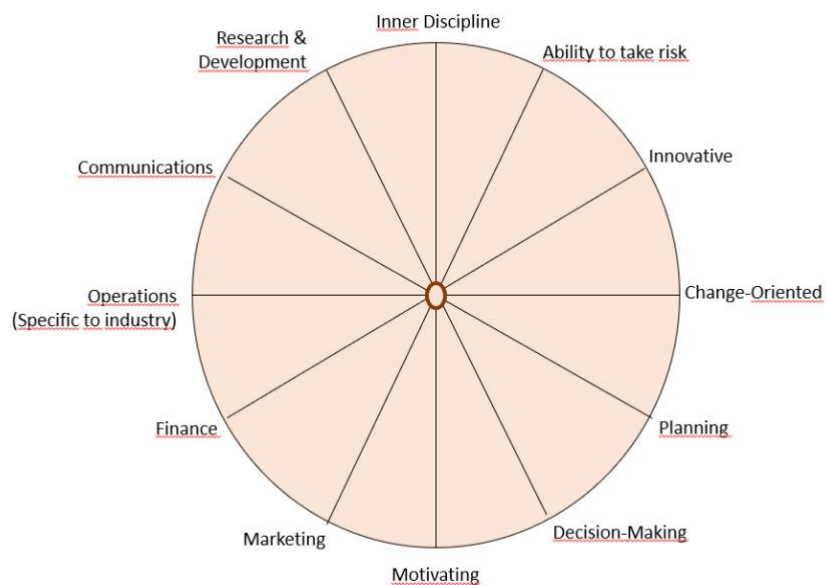 Inner Discipline
Ability to take risk
Innovative
Change-Oriented
Planning
Decision-Making
Motivating
Marketing
Finance
Operations
(Specific to industry)
Communications
Research &
Development